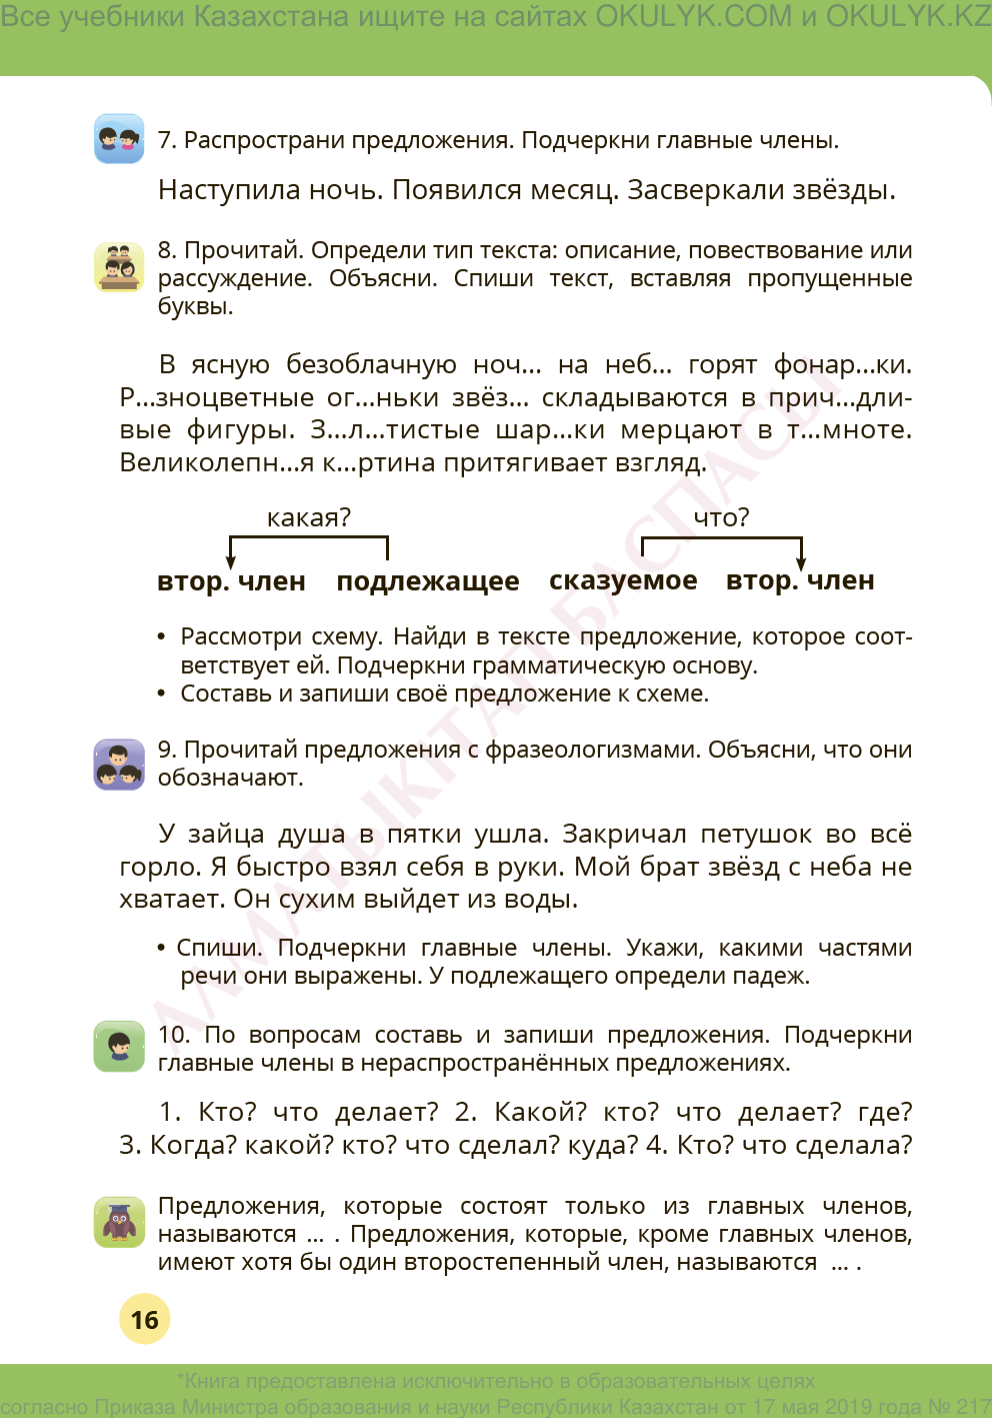 Все учебники Казахстана ищите на сайтах OKULYK.COM и OKULYK.KZ
7. Распространи предложения. Подчеркни главные члены.
Наступила ночь. Появился месяц. Засверкали звёзды.
8. Прочитай. Определи тип текста: описание, повествование или
рассуждение. Объясни. Спиши текст, вставляя пропущенные
буквы.
В ясную безоблачную ноч... на неб... горят фонар...ки.
Р...зноцветные ог...ньки звёз... складываются в прич...дли-
вые фигуры. З...л...тистые шар...ки мерцают в т...мноте.
Великолепн...я к...ртина притягивает взгляд.
какая? что?
втор. член подлежащее сказуемое втор. член
• Рассмотри схему. Найди в тексте предложение, которое соот-
ветствует ей. Подчеркни грамматическую основу.
• Составь и запиши своё предложение к схеме.
9. Прочитай предложения с фразеологизмами. Объясни, что они
обозначают.
У зайца душа в пятки ушла. Закричал петушок во всё
горло. Я быстро взял себя в руки. Мой брат звёзд с неба не
хватает. Он сухим выйдет из воды.
• Спиши. Подчеркни главные члены. Укажи, какими частями
речи они выражены. У подлежащего определи падеж.
10. По вопросам составь и запиши предложения. Подчеркни
главные члены в нераспространённых предложениях.
1. Кто? что делает? 2. Какой? кто? что делает? где?
3. Когда? какой? кто? что сделал? куда? 4. Кто? что сделала?
Предложения, которые состоят только из главных членов,
называются ... . Предложения, которые, кроме главных членов,
имеют хотя бы один второстепенный член, называются ... .
16
АЛМАТЫКІТАП БАСПАСЫ
*Книга предоставлена исключительно в образовательных целях
согласно Приказа Министра образования и науки Республики Казахстан от 17 мая 2019 года № 217